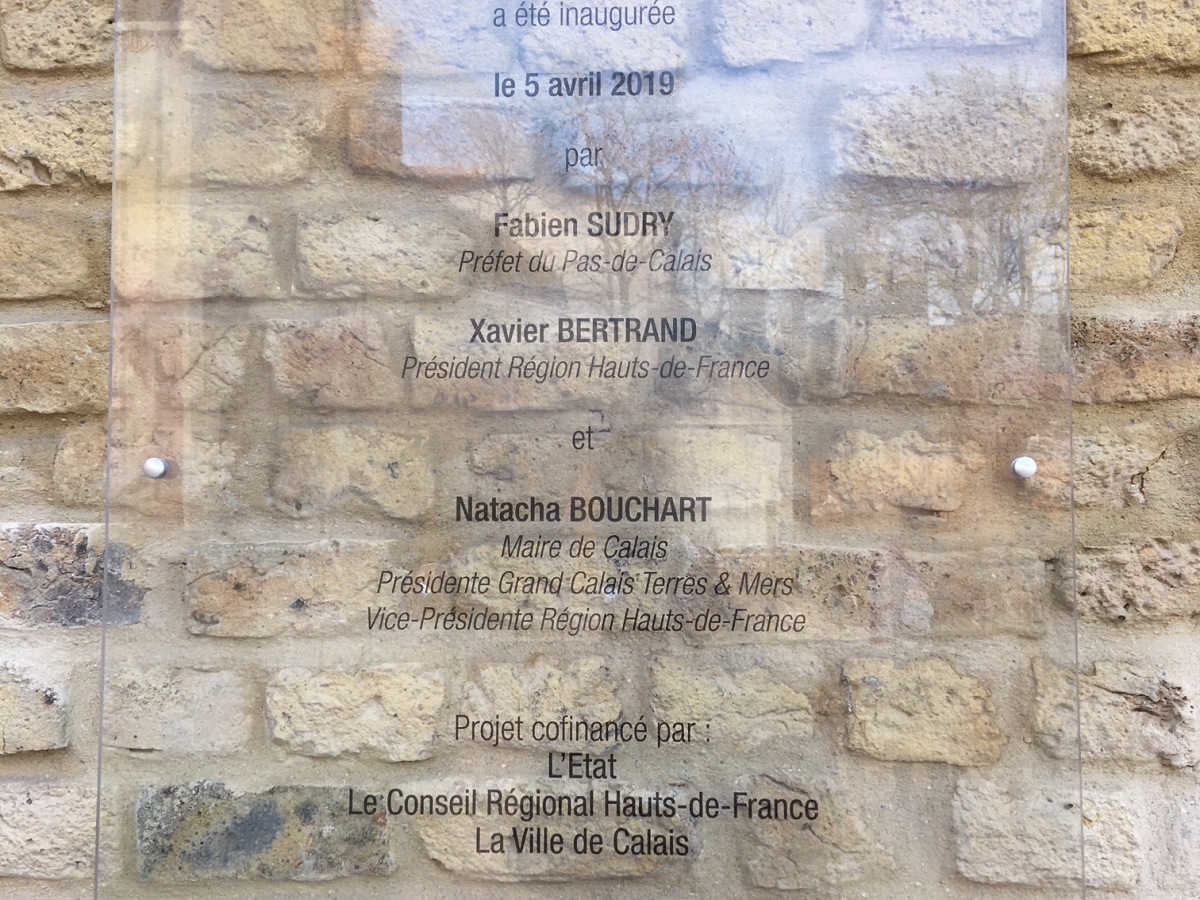 a été inaugurée
le 5 avril 2019
par
Fabien SUDRY
Préfet du Pas-de-Calais
Xavier BERTRAND
Président Région Hauts-de-France
et
Natacha BOUCHART
Maire de Calais
Présidente Grand Calais Terres & Mers
Vice-Présidente Région Hauts-de-France
Projet cofinancé par :
L'Etat
Le Conseil Régional Hauts-de-France
La Ville de Calais